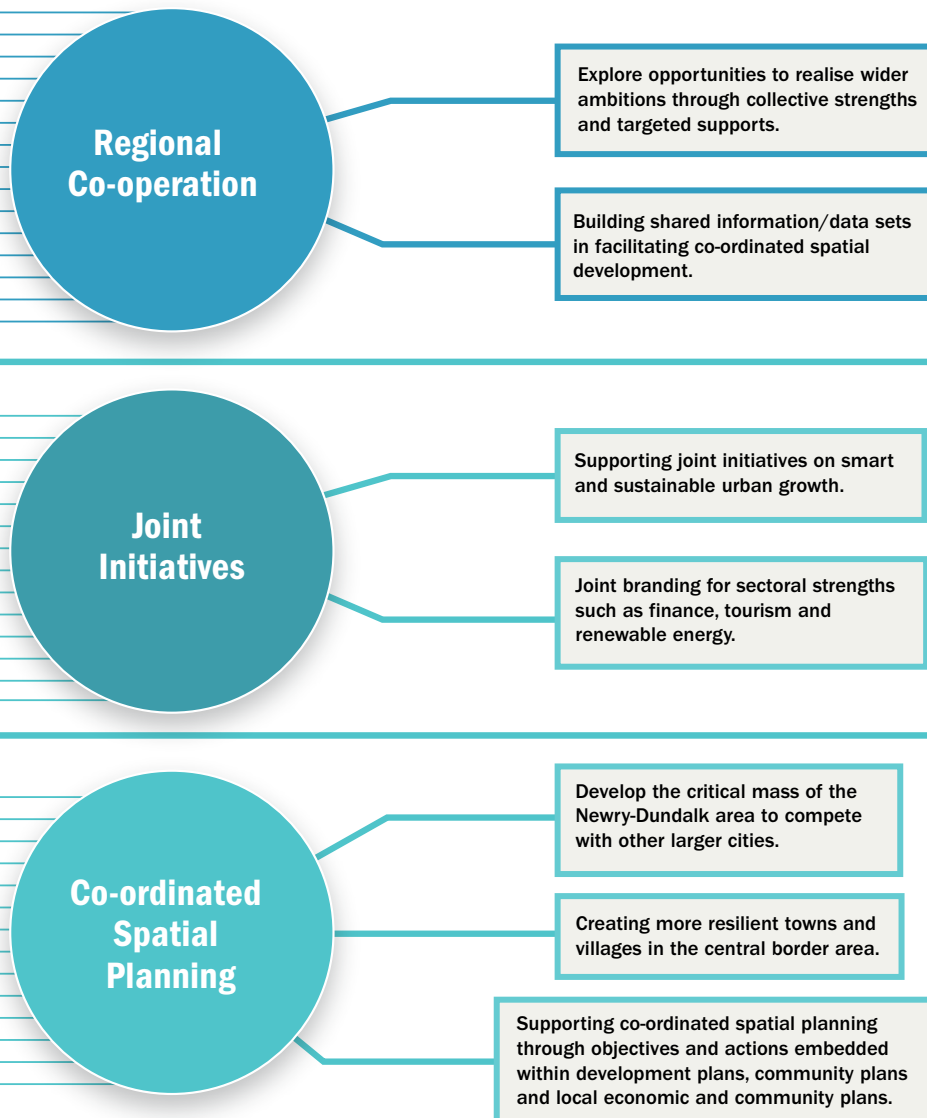 Regional
Co-operation
Explore opportunities to realise wider
ambitions through collective strengths
and targeted supports.
Building shared information/data sets
in facilitating co-ordinated spatial
development.
Joint
Initiatives
Supporting joint initiatives on smart
and sustainable urban growth.
Joint branding for sectoral strengths
such as finance, tourism and
renewable energy.
Co-ordinated
Spatial
Planning
Develop the critical mass of the
Newry-Dundalk area to compete
with other larger cities.
Creating more resilient towns and
villages in the central border area.
Supporting co-ordinated spatial planning
through objectives and actions embedded
within development plans, community plans
and local economic and community plans.